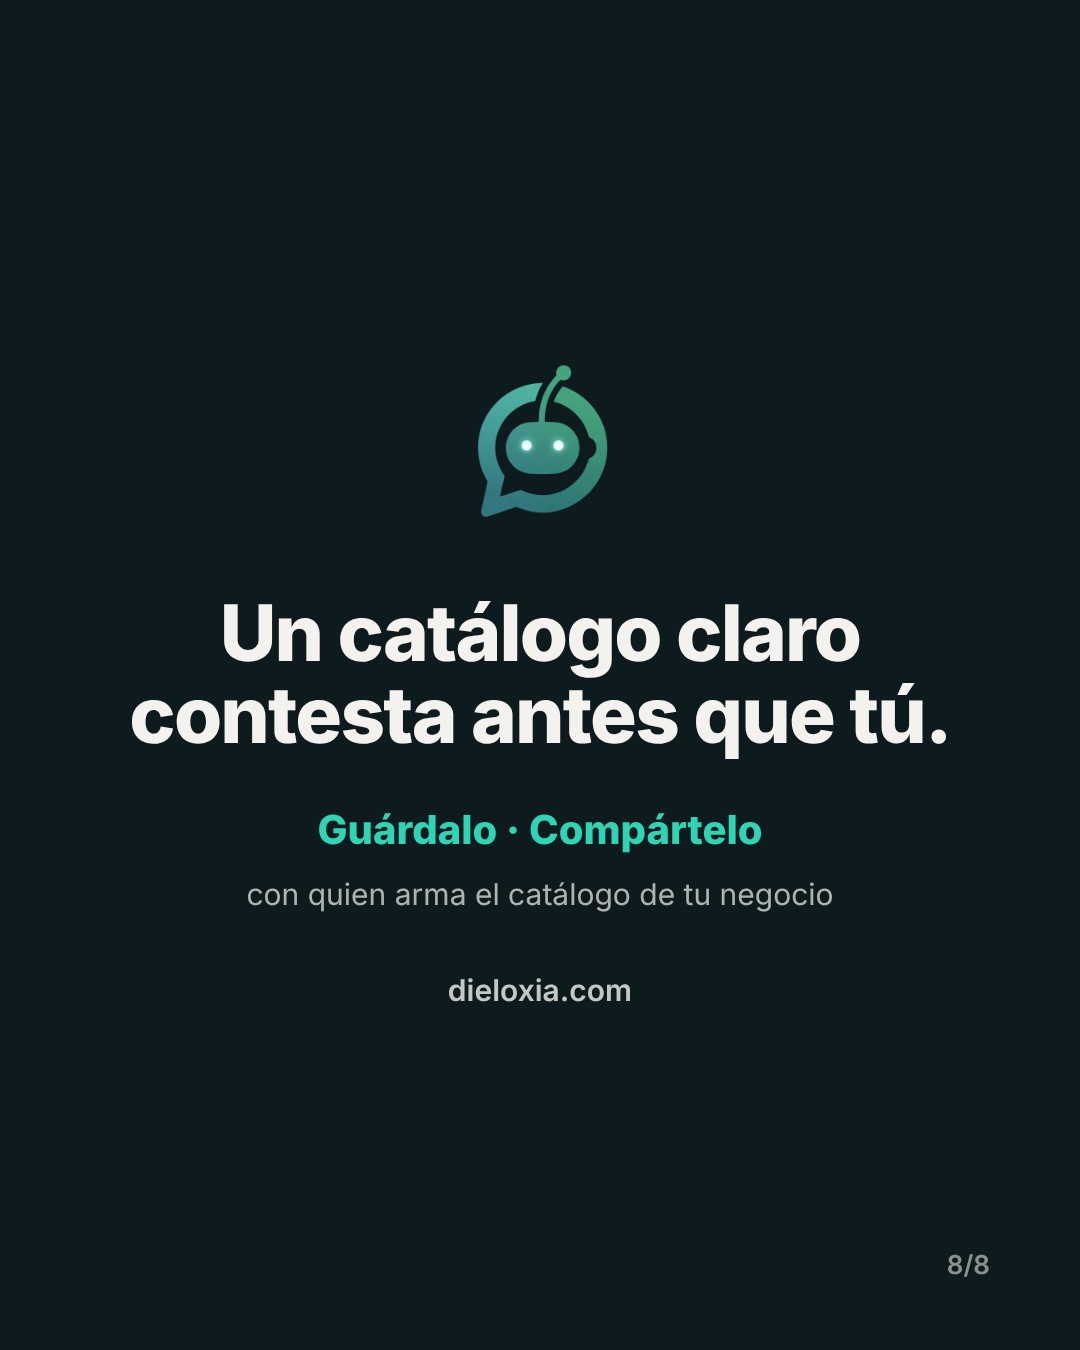 Un catálogo claro
contesta antes que tú.
Guárdalo · Compártelo
con quien arma el catálogo de tu negocio
dieloxia.com
8/8